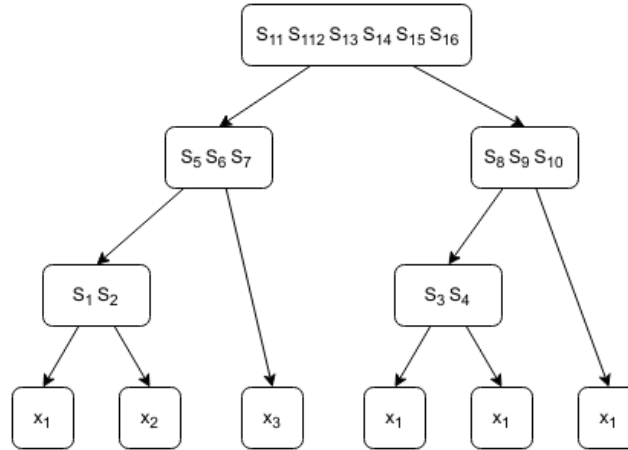 S₁₁ S₁₁₂ S₁₃ S₁₄ S₁₅ S₁₆
S₅ S₆ S₇
S₈ S₉ S₁₀
S₁ S₂
S₃ S₄
x₁
x₂
x₃
x₁
x₁
x₁